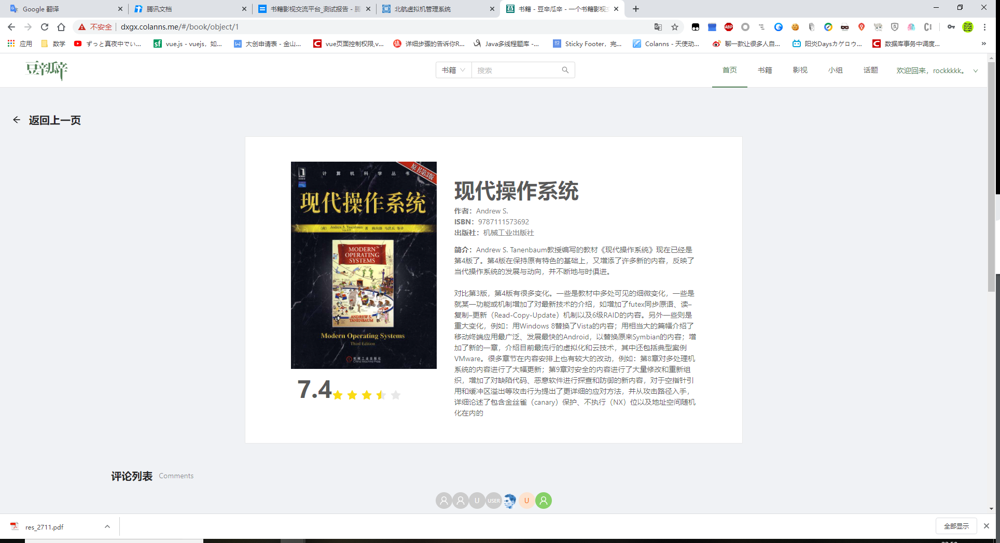 Google 翻译
腾讯文档
书籍影视交流平台_测试报告 - 腾
北航虚拟机管理系统
书籍 - 豆辛瓜辛 - 一个书籍影视交
不安全
dxgx.colanns.me/#/book/object/1
ABP
应用
数学
ずっと真夜中でい...
sf vue.js - vuejs，如...
大创申请表 - 金山...
vue页面控制权限,v...
详细步骤的告诉你R...
Java多线程题库 -...
Sticky Footer，完...
Colanns - 天使动...
聊一款让很多人自...
阳炎Daysカゲロウ...
数据库事务中调度...
»
豆辛瓜辛
书籍
搜索
首页
书籍
影视
小组
话题
欢迎回来，rockkkkk。
返回上一页
计算机科学丛书
原书第3版
现代操作系统
(荷) Andrew S. Tanenbaum 著 陈向群 马洪兵 等译
MODERN
OPERATING
SYSTEMS
ANDREW S.
TANENBAUM
Modern Operating Systems
Third Edition
机械工业出版社
China Machine Press
7.4
现代操作系统
作者：Andrew S.
ISBN：9787111573692
出版社：机械工业出版社
简介：Andrew S. Tanenbaum教授编写的教材《现代操作系统》现在已经是
第4版了。第4版在保持原有特色的基础上，又增添了许多新的内容，反映了
当代操作系统的发展与动向，并不断地与时俱进。
对比第3版，第4版有很多变化。一些是教材中多处可见的细微变化，一些是
就某一功能或机制增加了对最新技术的介绍，如增加了futex同步原语、读–
复制–更新（Read-Copy-Update）机制以及6级RAID的内容。另外一些则是
重大变化，例如：用Windows 8替换了Vista的内容；用相当大的篇幅介绍了
移动终端应用最广泛、发展最快的Android，以替换原来Symbian的内容；增
加了新的一章，介绍目前最流行的虚拟化和云技术，其中还包括典型案例
VMware。很多章节在内容安排上也有较大的改动，例如：第8章对多处理机
系统的内容进行了大幅更新；第9章对安全的内容进行了大量修改和重新组
织，增加了对缺陷代码、恶意软件进行探查和防御的新内容，对于空指针引
用和缓冲区溢出等攻击行为提出了更详细的应对方法，并从攻击路径入手，
详细论述了包含金丝雀（canary）保护、不执行（NX）位以及地址空间随机
化在内的
评论列表 Comments
U
USER
U
res_2711.pdf
全部显示